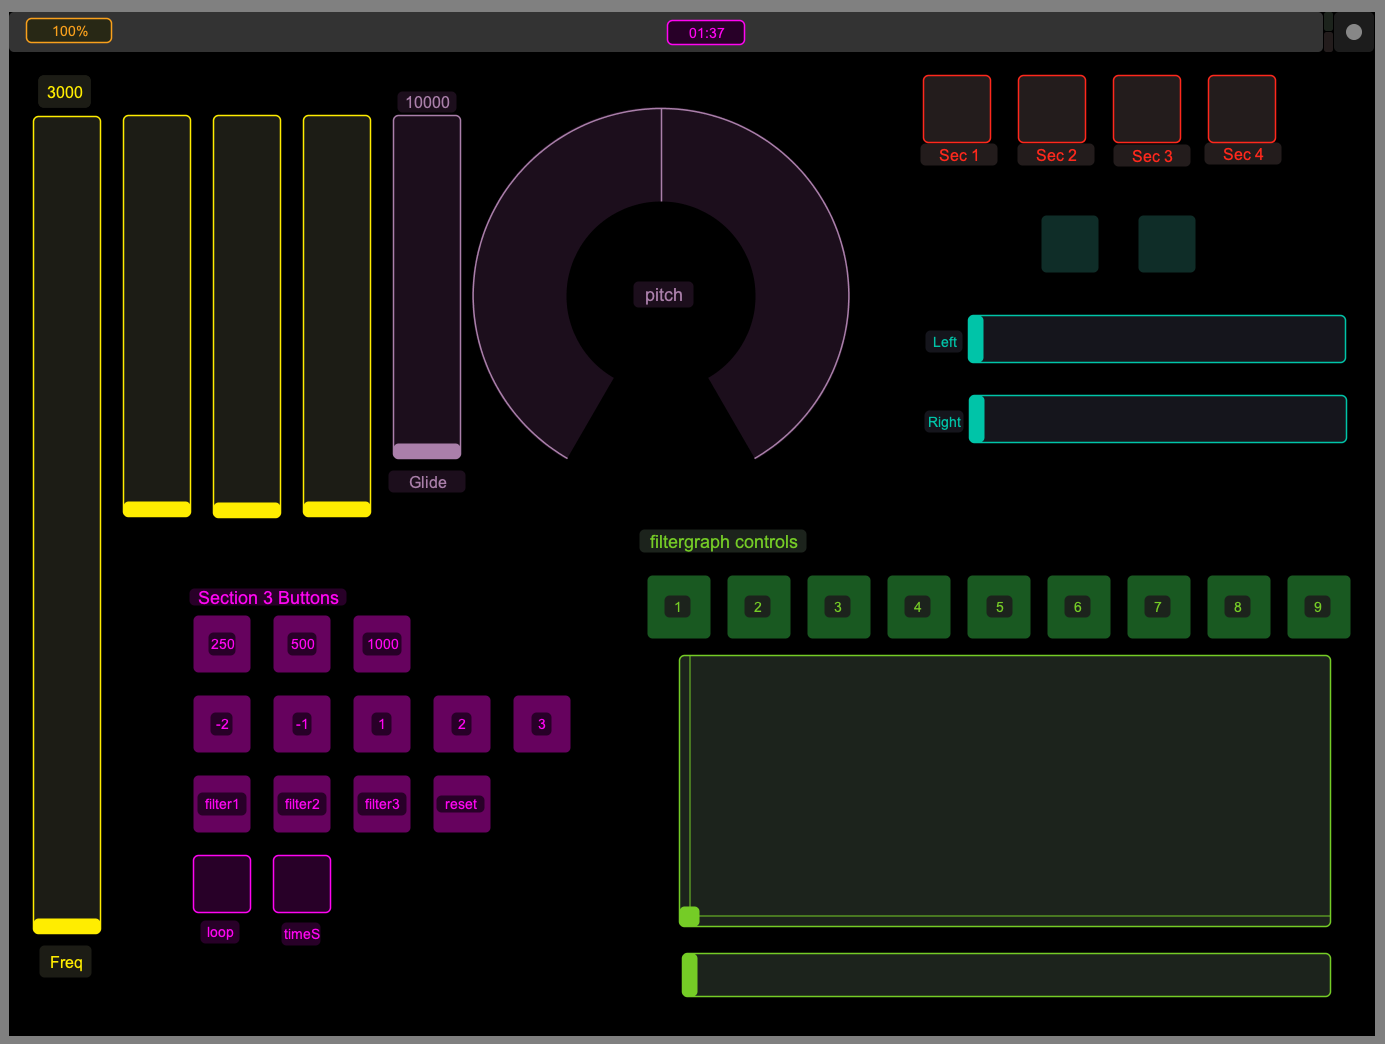 100%
01:37
3000
10000
pitch
Glide
Sec 1
Sec 2
Sec 3
Sec 4
Left
Right
filtergraph controls
1
2
3
4
5
6
7
8
9
Section 3 Buttons
250
500
1000
-2
-1
1
2
3
filter1
filter2
filter3
reset
loop
timeS
Freq